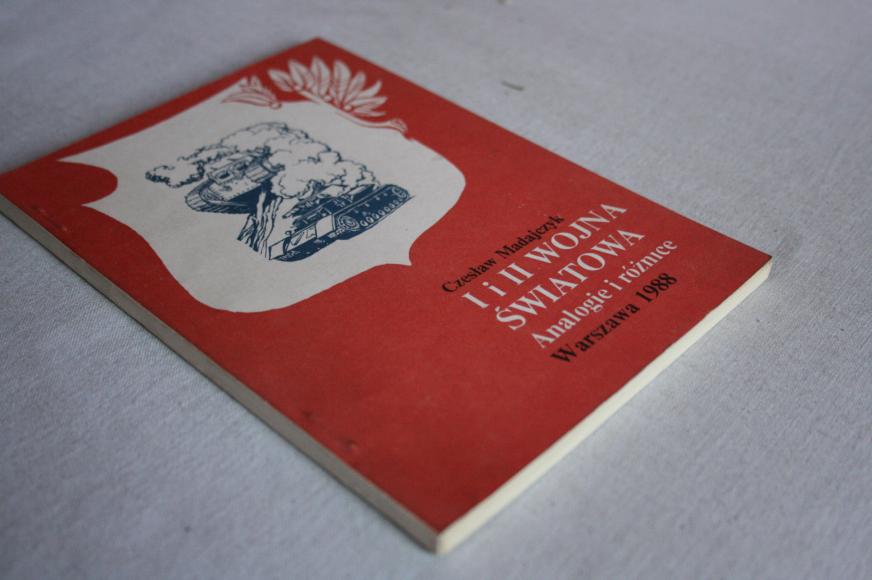 Czesław Madajczyk
I i II WOJNA
ŚWIATOWA
Analogie i różnice
Warszawa 1988